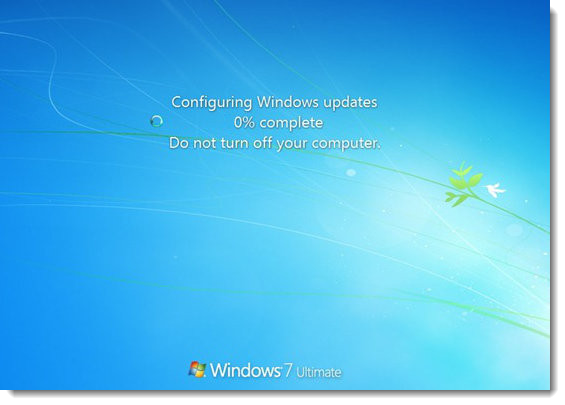 Configuring Windows updates
0% complete
Do not turn off your computer.
Windows 7 Ultimate